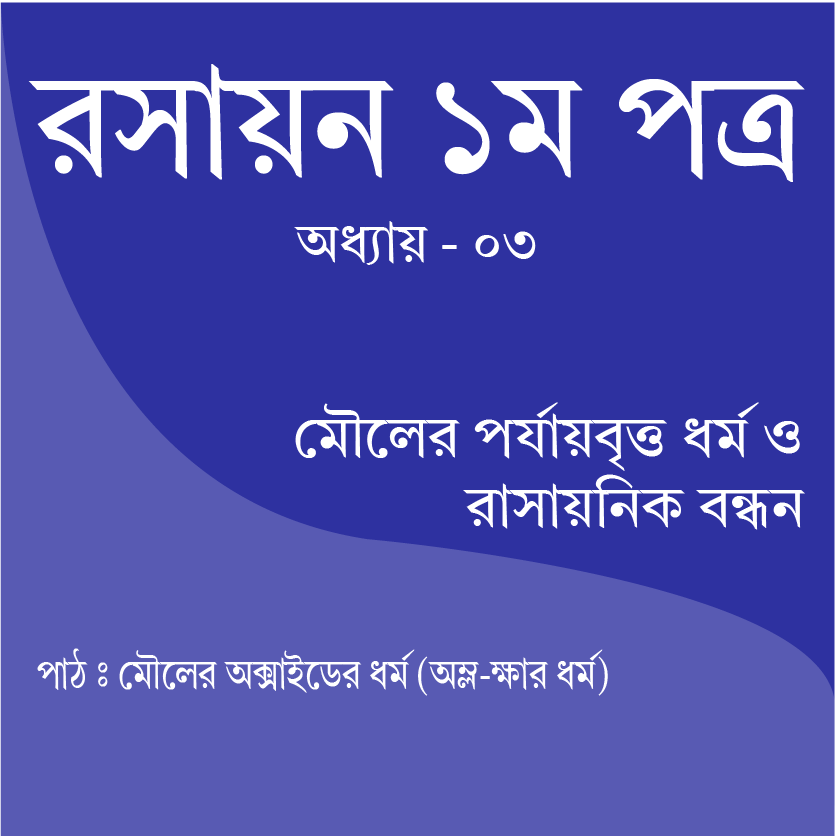 রসায়ন ১ম পত্র
অধ্যায় - ০৩
মৌলের পর্যায়বৃত্ত ধর্ম ও
রাসায়নিক বন্ধন
পাঠ ঃ মৌলের অক্সাইডের ধর্ম (অম্ল-ক্ষার ধর্ম)